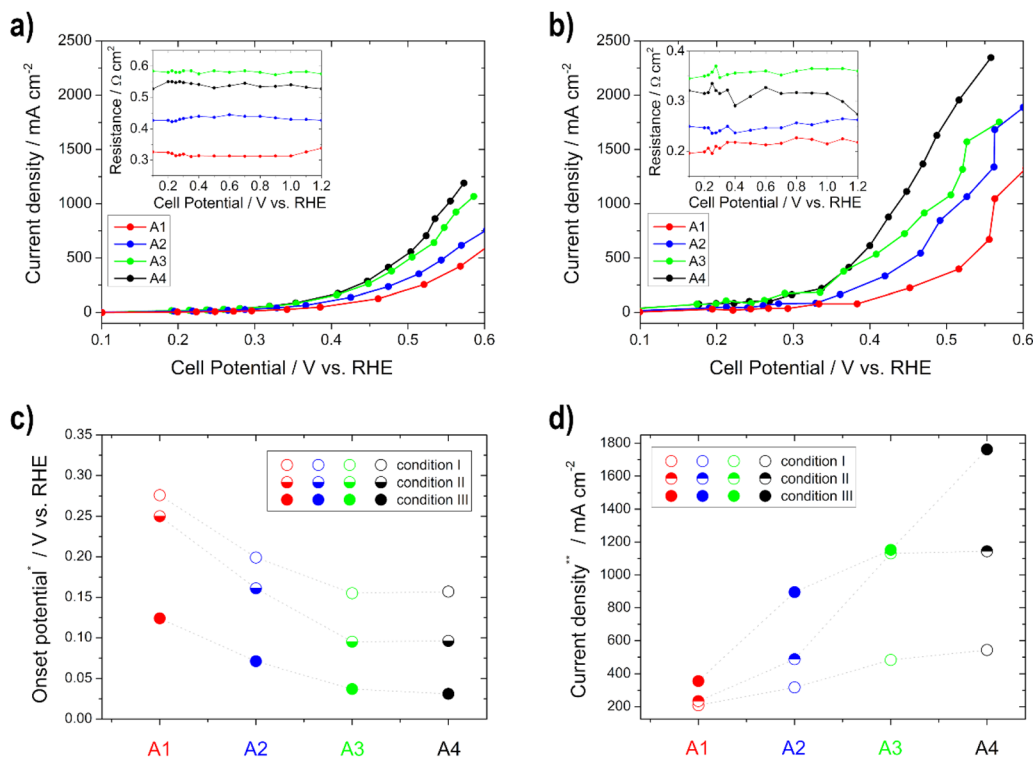 a)
Current density / mA cm-2
2500
2000
1500
1000
500
0
Resistance / Ω cm2
0.6
0.5
0.4
0.3
0.2 0.4 0.6 0.8 1.0 1.2
Cell Potential / V vs. RHE
A1
A2
A3
A4
0.1 0.2 0.3 0.4 0.5 0.6
Cell Potential / V vs. RHE
b)
Current density / mA cm-2
2500
2000
1500
1000
500
0
Resistance / Ω cm2
0.4
0.3
0.2
0.2 0.4 0.6 0.8 1.0 1.2
Cell Potential / V vs. RHE
A1
A2
A3
A4
0.1 0.2 0.3 0.4 0.5 0.6
Cell Potential / V vs. RHE
c)
Onset potential* / V vs. RHE
0.35
0.30
0.25
0.20
0.15
0.10
0.05
0.00
condition I
condition II
condition III
A1 A2 A3 A4
d)
Current density** / mA cm-2
1800
1600
1400
1200
1000
800
600
400
200
condition I
condition II
condition III
A1 A2 A3 A4